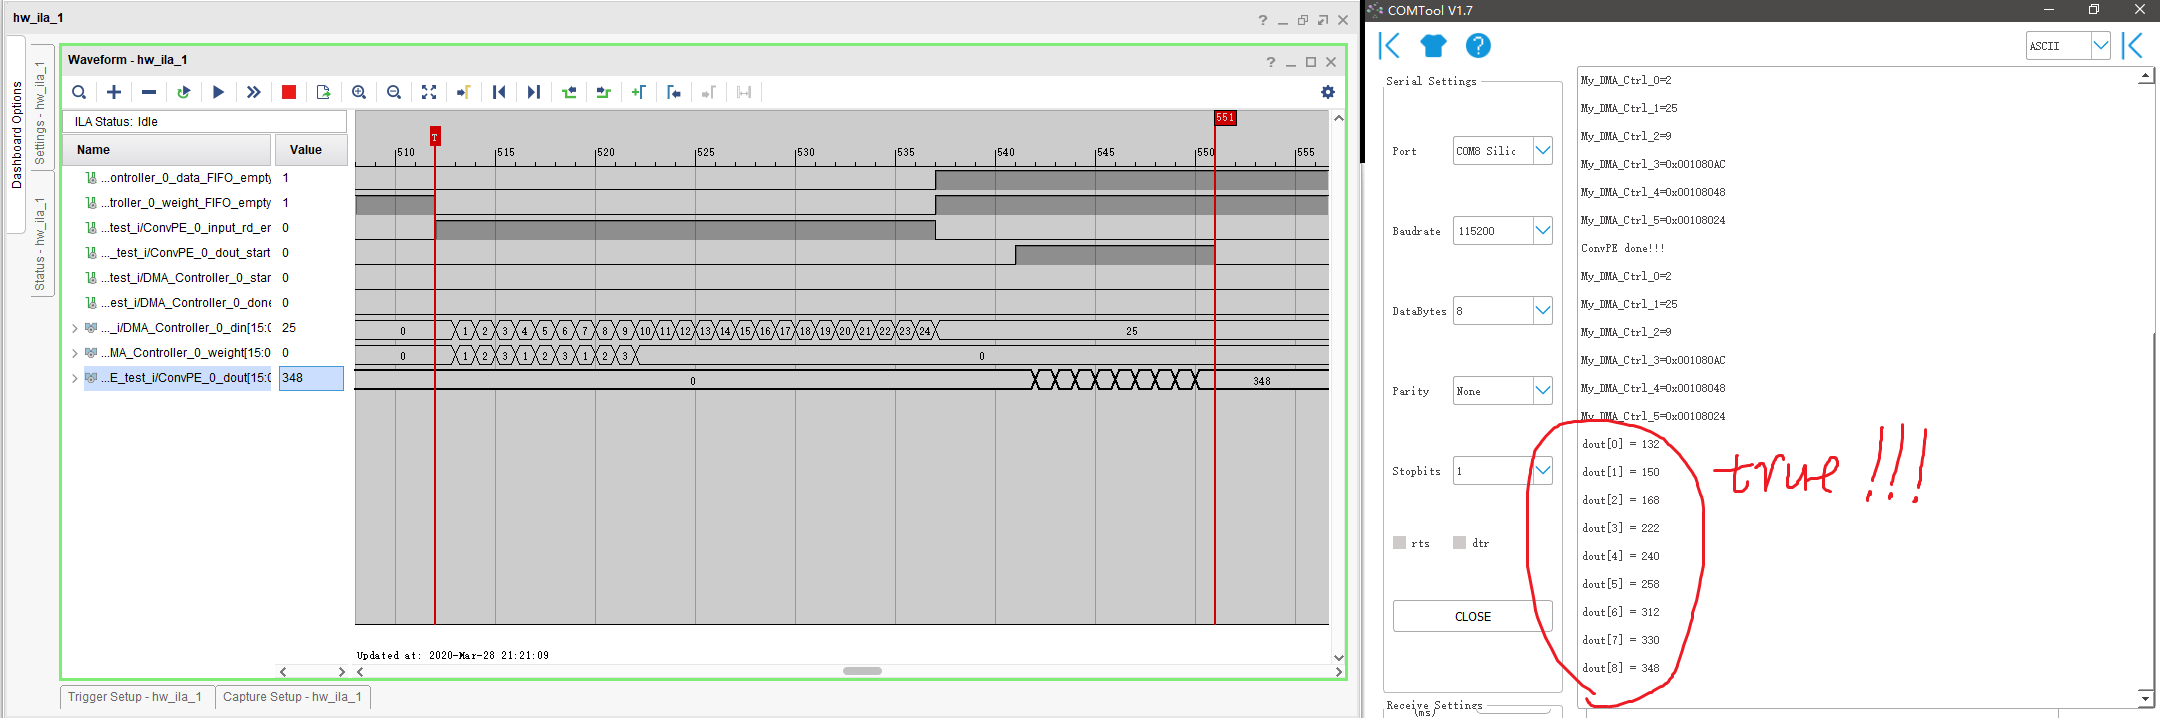 hw_ila_1
Dashboard Options
Settings - hw_ila_1
Status - hw_ila_1
Waveform - hw_ila_1
ILA Status: Idle
Name Value
...ontroller_0_data_FIFO_empty 1
...troller_0_weight_FIFO_empty 1
...test_i/ConvPE_0_input_rd_er 0
..._test_i/ConvPE_0_dout_start 0
...test_i/DMA_Controller_0_star 0
...est_i/DMA_Controller_0_done 0
..._i/DMA_Controller_0_din[15:0 25
...MA_Controller_0_weight[15:0 0
...E_test_i/ConvPE_0_dout[15:0 348
T 551
510 515 520 525 530 535 540 545 550 555
0 1 2 3 4 5 6 7 8 9 10 11 12 13 14 15 16 17 18 19 20 21 22 23 24 25
0 1 2 3 1 2 3 1 2 3 0
0 348
Updated at: 2020-Mar-28 21:21:09
Trigger Setup - hw_ila_1 Capture Setup - hw_ila_1
COMTool V1.7
ASCII
Serial Settings
Port COM8 Silic
Baudrate 115200
DataBytes 8
Parity None
Stopbits 1
rts dtr
CLOSE
Receive Settings
(ms)
My_DMA_Ctrl_0=2
My_DMA_Ctrl_1=25
My_DMA_Ctrl_2=9
My_DMA_Ctrl_3=0x001080AC
My_DMA_Ctrl_4=0x00108048
My_DMA_Ctrl_5=0x00108024
ConvPE done!!!
My_DMA_Ctrl_0=2
My_DMA_Ctrl_1=25
My_DMA_Ctrl_2=9
My_DMA_Ctrl_3=0x001080AC
My_DMA_Ctrl_4=0x00108048
My_DMA_Ctrl_5=0x00108024
dout[0] = 132
dout[1] = 150
dout[2] = 168
dout[3] = 222
dout[4] = 240
dout[5] = 258
dout[6] = 312
dout[7] = 330
dout[8] = 348
true!!!